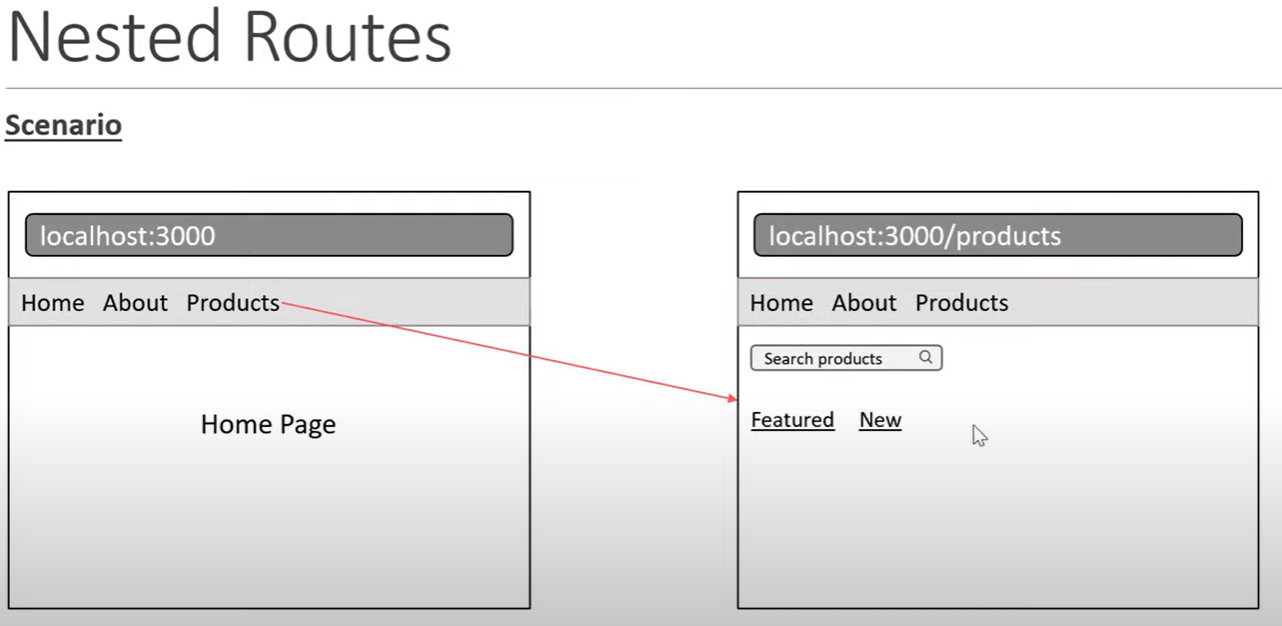 Nested Routes
Scenario
localhost:3000
Home About Products
Home Page
localhost:3000/products
Home About Products
Search products
Featured New